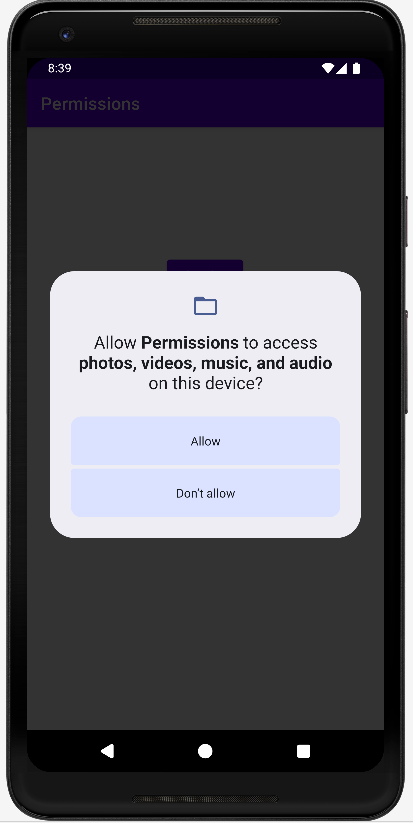 8:39
Permissions
Allow Permissions to access
photos, videos, music, and audio
on this device?
Allow
Don't allow